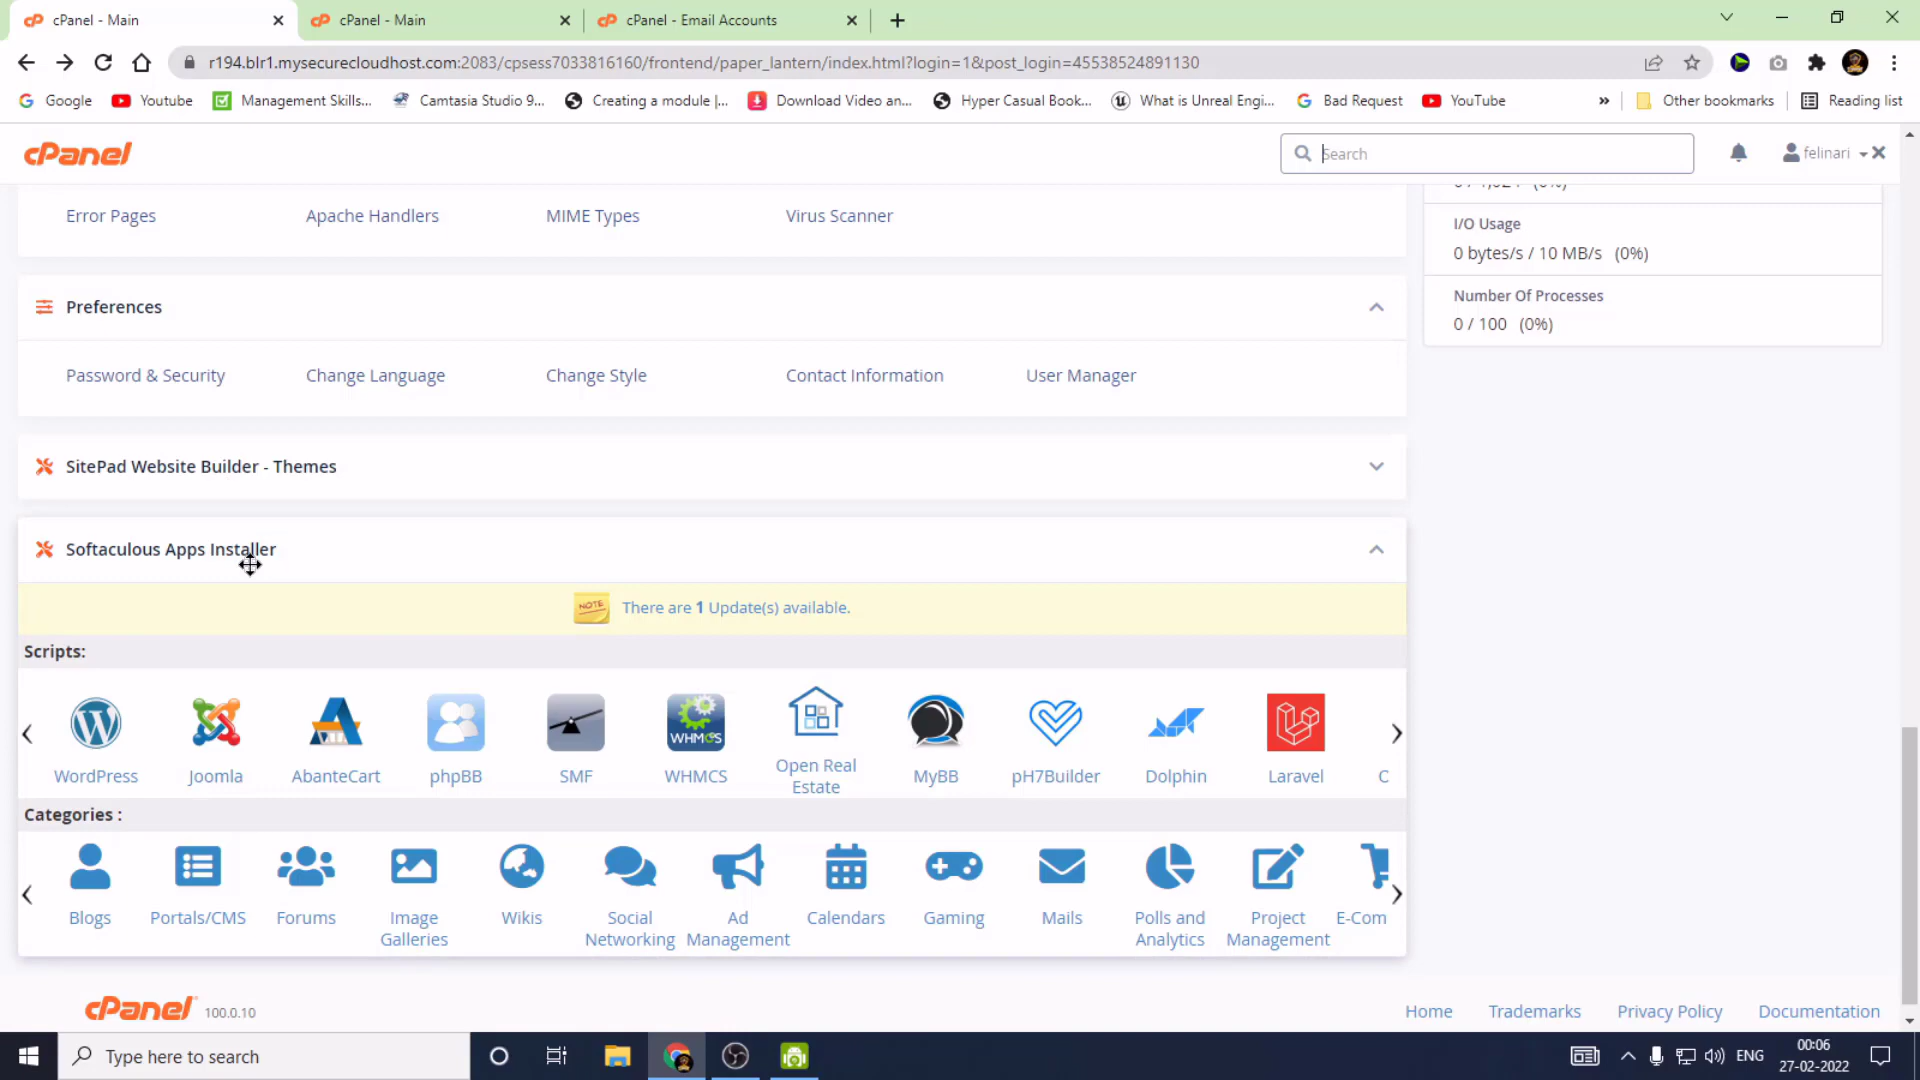 cPanel - Main
cPanel - Main
cPanel - Email Accounts
r194.blr1.mysecurecloudhost.com:2083/cpsess7033816160/frontend/paper_lantern/index.html?login=1&post_login=45538524891130
Google
Youtube
Management Skills...
Camtasia Studio 9...
Creating a module |...
Download Video an...
Hyper Casual Book...
What is Unreal Engi...
Bad Request
YouTube
»
Other bookmarks
Reading list
cPanel
Search
felinari
Error Pages
Apache Handlers
MIME Types
Virus Scanner
I/O Usage
0 bytes/s / 10 MB/s (0%)
Number Of Processes
0 / 100 (0%)
Preferences
Password & Security
Change Language
Change Style
Contact Information
User Manager
SitePad Website Builder - Themes
Softaculous Apps Installer
NOTE
There are 1 Update(s) available.
Scripts:
WordPress
Joomla
AbanteCart
phpBB
SMF
WHMCS
WHMCS
Open Real
Estate
MyBB
pH7Builder
Dolphin
Laravel
C
Categories :
Blogs
Portals/CMS
Forums
Image
Galleries
Wikis
Social
Networking
Ad
Management
Calendars
Gaming
Mails
Polls and
Analytics
Project
Management
E-Com
cPanel 100.0.10
Home
Trademarks
Privacy Policy
Documentation
Type here to search
ENG
00:06
27-02-2022